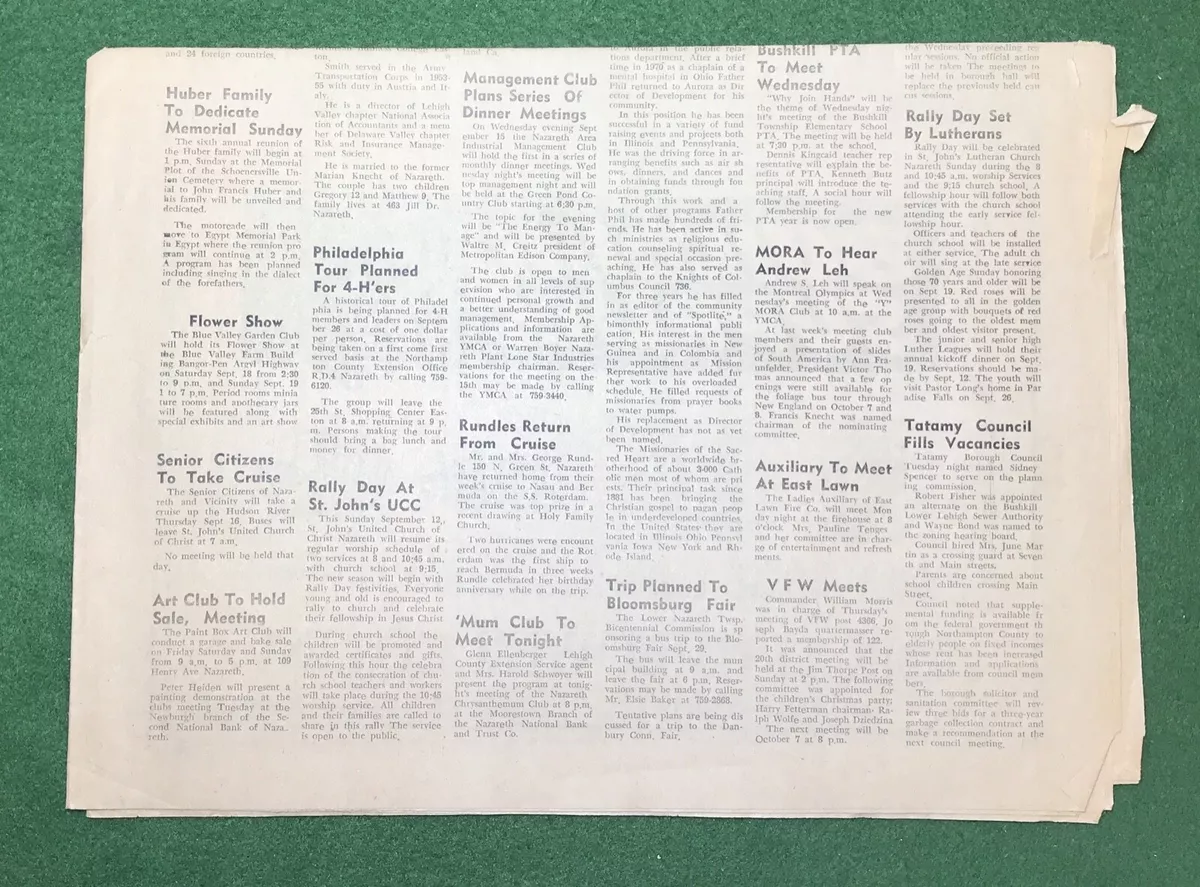 and 24 foreign countries.
Huber Family
To Dedicate
Memorial Sunday
The sixth annual reunion of
the Huber family will begin at
1 p.m. Sunday at the Memorial
Plot of the Schoenersville Un-
ion Cemetery where a memor-
ial to John Francis Huber and
his family will be unveiled and
dedicated.
The motorgade will then
move to Egypt Memorial Park
in Egypt where the reunion pro
gram will continue at 2 p.m.
A program has been planned
including singing in the dialect
of the forefathers.
Flower Show
The Blue Valley Garden Club
will hold its Flower Show at
the Blue Valley Farm Build
ing Bangor-Pen Argyl Highway
on Saturday Sept. 18 from 2:30
to 9 p.m. and Sunday Sept. 19
1 to 7 p.m. Period rooms minia
ture rooms and apothecary jars
will be featured along with
special exhibits and an art show
Senior Citizens
To Take Cruise
The Senior Citizens of Naza-
reth and Vicinity will take a
cruise up the Hudson River
Thursday Sept 16. Buses will
leave St. John's United Church
of Christ at 7 a.m.
No meeting will be held that
day.
Art Club To Hold
Sale, Meeting
The Paint Box Art Club will
conduct a garage and bake sale
on Friday Saturday and Sunday
from 9 a.m. to 5 p.m. at 109
Henry Ave Nazareth.
Peter Heiden will present a
painting demonstration at the
clubs meeting Tuesday at the
Newburgh branch of the Se-
cond National Bank of Naza
reth.
ton.
Smith served in the Army
Transportation Corps in 1953-
55 with duty in Austria and It-
aly.
He is a director of Lehigh
Valley chapter National Associa
tion of Accountants and a mem
ber of Delaware Valley chapter
Risk and Insurance Manage-
ment Society.
He is married to the former
Marian Knecht of Nazareth.
The couple has two children
Gregory 12 and Matthew 9. The
family lives at 463 Jill Dr.
Nazareth.
Philadelphia
Tour Planned
For 4-H'ers
A historical tour of Philadel
phia is being planned for 4-H
members and leaders on Septem
ber 26 at a cost of one dollar
per person. Reservations are
being taken on a first come first
served basis at the Northamp
ton County Extension Office
R.D.4 Nazareth by calling 759-
6120.
The group will leave the
25th St. Shopping Center Eas-
ton at 8 a.m. returning at 9 p.
m. Persons making the tour
should bring a bag lunch and
money for dinner.
Rally Day At
St. John's UCC
This Sunday September 12,
St. John's United Church of
Christ Nazareth will resume its
regular worship schedule of
two services at 8 and 10:45 a.m.
with church school at 9:15.
The new season will begin with
Rally Day festivities. Everyone
young and old is encouraged to
rally to church and celebrate
their fellowship in Jesus Christ
During church school the
children will be promoted and
awarded certificates and gifts.
Following this hour the celebra
tion of the consecration of chur
ch school teachers and workers
will take place during the 10:45
worship service. All children
and their families are called to
share in this rally The service
is open to the public.
land Co.
Management Club
Plans Series Of
Dinner Meetings
On Wednesday evening Sept
ember 15 the Nazareth Area
Industrial Management Club
will hold the first in a series of
monthly dinner meetings. Wed
nesday night's meeting will be
top management night and will
be held at the Green Pond Co-
untry Club starting at 6:30 p.m.
The topic for the evening
will be "The Energy To Man-
age" and will be presented by
Waltre M. Creitz president of
Metropolitan Edison Company.
The club is open to men and
women in all levels of sup
ervision who are interested in
continued personal growth and
a better understanding of good
management. Membership Ap-
plications and information are
available from the Nazareth
YMCA or Warren Boyer Naza-
reth Plant Lone Star Industries
membership chairman. Reser-
vations for the meeting on the
15th may be made by calling
the YMCA at 759-3440.
Rundles Return
From Cruise
Mr. and Mrs. George Rund-
le 150 N. Green St. Nazareth
have returned home from their
week's cruise to Nasau and Ber
muda on the S.S. Roterdam.
The cruise was top prize in a
recent drawing at Holy Family
Church.
Two hurricanes were encount
ered on the cruise and the Rot
erdam was the first ship to
reach Bermuda in three weeks
Rundle celebrated her birthday
anniversary while on the trip.
'Mum Club To
Meet Tonight
Glenn Ellenberger Lehigh
County Extension Service agent
and Mrs. Harold Schwoyer will
present the program at tonig-
ht's meeting of the Nazareth
Chrysanthemum Club at 8 p.m.
at the Moorestown Branch of
the Nazareth National Bank
and Trust Co.
to Aurora in the public rela-
tions department. After a brief
time in 1970 as a chaplain of a
mental hospital in Ohio Father
Phil returned to Aurora as Dir
ector of Development for his
community.
In this position he has been
successful in a variety of fund
raising events and projects both
in Illinois and Pennsylvania.
He was the driving force in ar-
ranging benefits such as air sh
ows, dinners, and dances and
in obtaining funds through fou
ndation grants.
Through this work and a
host of other programs Father
Phil has made hundreds of fri-
ends. He has been active in su-
ch ministries as religious edu-
cation counseling spiritual re-
newal and special occasion pre-
aching. He has also served as
chaplain to the Knights of Col-
umbus Council 736.
For three years he has filled
in as editor of the community
newsletter and of "Spotlite," a
bimonthly informational publi
cation. His interest in the men
serving as missionaries in New
Guinea and in Colombia and
his appointment as Mission
Representative have added fur
ther work to his overloaded
schedule. He filled requests of
missionaries from prayer books
to water pumps.
His replacement as Director
of Development has not as yet
been named.
The Missionaries of the Sac-
red Heart are a worldwide br-
otherhood of about 3-000 Cath
olic men most of whom are pri
ests. Their principal task since
1881 has been bringing the
Christian gospel to pagan peop
le in underdeveloped countries.
In the United States they are
located in Illinois Ohio Pennsyl
vania Iowa New York and Rh-
ode Island.
Trip Planned To
Bloomsburg Fair
The Lower Nazareth Twsp.
Bicentennial Commission is sp
onsoring a bus trip to the Blo-
omsburg Fair Sept. 29.
The bus will leave the mun
cipal building at 9 a.m. and
leave the fair at 6 p.m. Reser-
vations may be made by calling
Mr. Elsie Baker at 759-2868.
Tentative plans are being dis
cussed for a trip to the Dan-
bury Conn. Fair.
Bushkill PTA
To Meet
Wednesday
"Why Join Hands" will be
the theme of Wednesday nig-
ht's meeting of the Bushkill
Township Elementary School
PTA. The meeting will be held
at 7:20 p.m. at the school.
Dennis Kingcaid teacher rep
resentative will explain the be-
nefits of PTA. Kenneth Butz
principal will introduce the te-
aching staff. A social hour will
follow the meeting.
Membership for the new
PTA year is now open.
MORA To Hear
Andrew Leh
Andrew S. Leh will speak on
the Montreal Olympics at Wed
nesday's meeting of the "Y"
MORA Club at 10 a.m. at the
YMCA.
At last week's meeting club
members and their guests en-
joyed a presentation of slides
of South America by Ann Fra-
unfelder. President Victor Tho
mas announced that a few op
enings were still available for
the foliage bus tour through
New England on October 7 and
8. Francis Knecht was named
chairman of the nominating
committee.
Auxiliary To Meet
At East Lawn
The Ladies Auxiliary of East
Lawn Fire Co. will meet Mon
day night at the firehouse at 8
o'clock Mrs. Pauline Tenges
and her committee are in char-
ge of entertainment and refresh
ments.
VFW Meets
Commander William Morris
was in charge of Thursday's
meeting of VFW post 4366. Jo
seph Bayda quartermasser re-
ported a membership of 122.
It was announced that the
20th district meeting will be
held at the Jim Thorpe Post on
Sunday at 2 p.m. The following
committee was appointed for
the children's Christmas party:
Harry Fetterman chairman- Ra-
lph Wolfe and Joseph Dziedzina
The next meeting will be
October 7 at 8 p.m.
the Wednesday preceeding reg
ular sessions. No official action
will be taken The meetings to
be held in borough hall will
replace the previously held cau
cus sessions.
Rally Day Set
By Lutherans
Rally Day will be celebrated
in St. John's Lutheran Church
Nazareth Sunday during the 8
and 10:45 a.m. worship Services
and the 9:15 church school. A
fellowship hour will follow both
services with the church school
attending the early service fel-
lowship hour.
Officers and teachers of the
church school will be installed
at either service. The adult ch
oir will sing at the late service
Golden Age Sunday honoring
those 70 years and older will be
on Sept 19. Red roses will be
presented to all in the golden
age group with bouquets of red
roses going to the oldest mem
ber and oldest visitor present.
The junior and senior high
Luther Leagues will hold their
annual kickoff dinner on Sept.
19. Reservations should be ma-
de by Sept. 12. The youth will
visit Pastor Long's home in Par
adise Falls on Sept. 26.
Tatamy Council
Fills Vacancies
Tatamy Borough Council
Tuesday night named Sidney
Spencer to serve on the plann
ing commission.
Robert Fisher was appointed
an alternate on the Bushkill
Lower Lehigh Sewer Authority
and Wayne Bond was named to
the zoning hearing board.
Council hired Mrs. June Mar
tin as a crossing guard at Seven
th and Main streets.
Parents are concerned about
school children crossing Main
Street.
Council noted that supple-
mental funding is available fr
om the federal government th
rough Northampton County to
elderly people on fixed incomes
whose rent has been increased
Information and applications
are available from council mem
bers.
The borough solicitor and
sanitation committee will rev
iew three bids for a three-year
garbage collection contract and
make a recommendation at the
next council meeting.